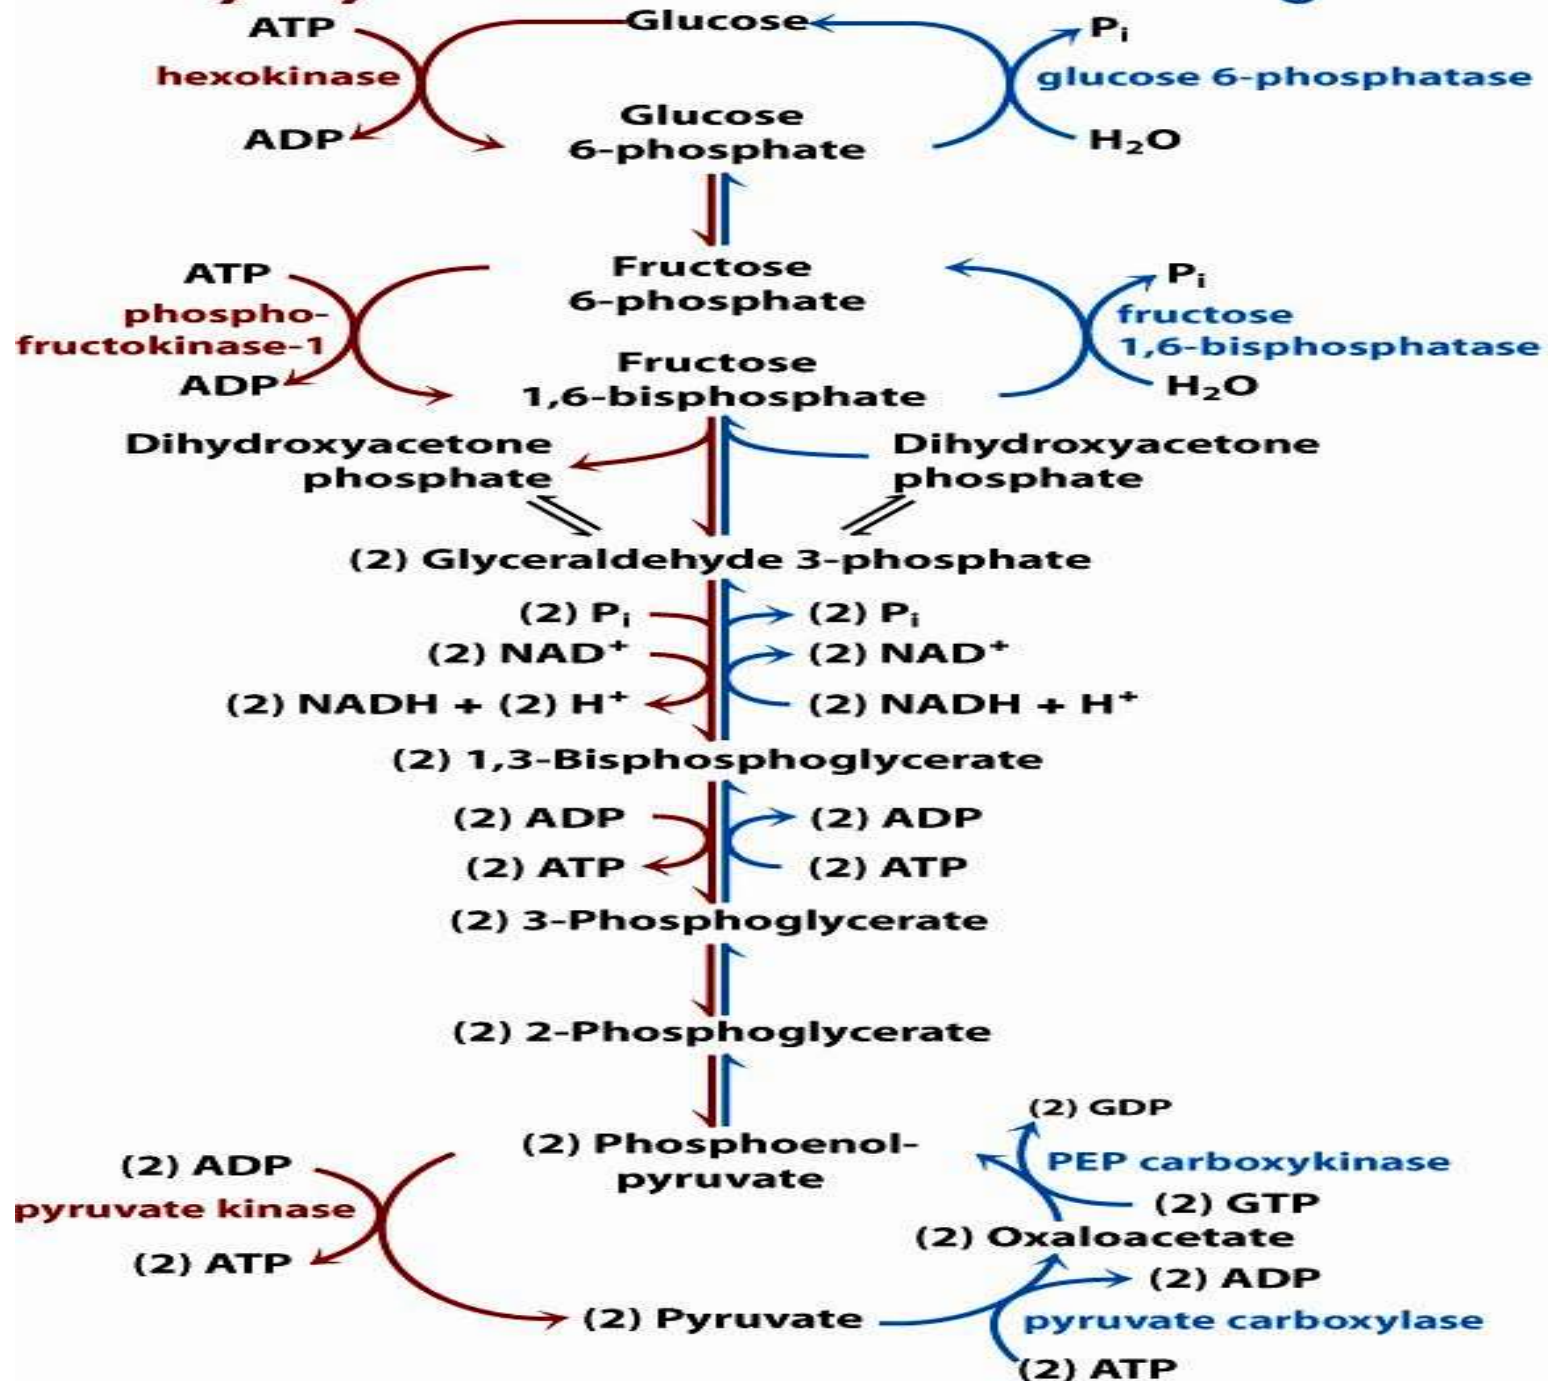 ATP
Glucose
Pi
hexokinase
glucose 6-phosphatase
Glucose
6-phosphate
ADP
H₂O
ATP
Fructose
6-phosphate
Pi
phospho-
fructokinase-1
fructose
1,6-bisphosphatase
Fructose
1,6-bisphosphate
ADP
H₂O
Dihydroxyacetone
phosphate
Dihydroxyacetone
phosphate
(2) Glyceraldehyde 3-phosphate
(2) Pi
(2) Pi
(2) NAD⁺
(2) NAD⁺
(2) NADH + (2) H⁺
(2) NADH + H⁺
(2) 1,3-Bisphosphoglycerate
(2) ADP
(2) ADP
(2) ATP
(2) ATP
(2) 3-Phosphoglycerate
(2) 2-Phosphoglycerate
(2) GDP
(2) Phosphoenol-
pyruvate
(2) ADP
PEP carboxykinase
pyruvate kinase
(2) GTP
(2) Oxaloacetate
(2) ATP
(2) ADP
(2) Pyruvate
pyruvate carboxylase
(2) ATP